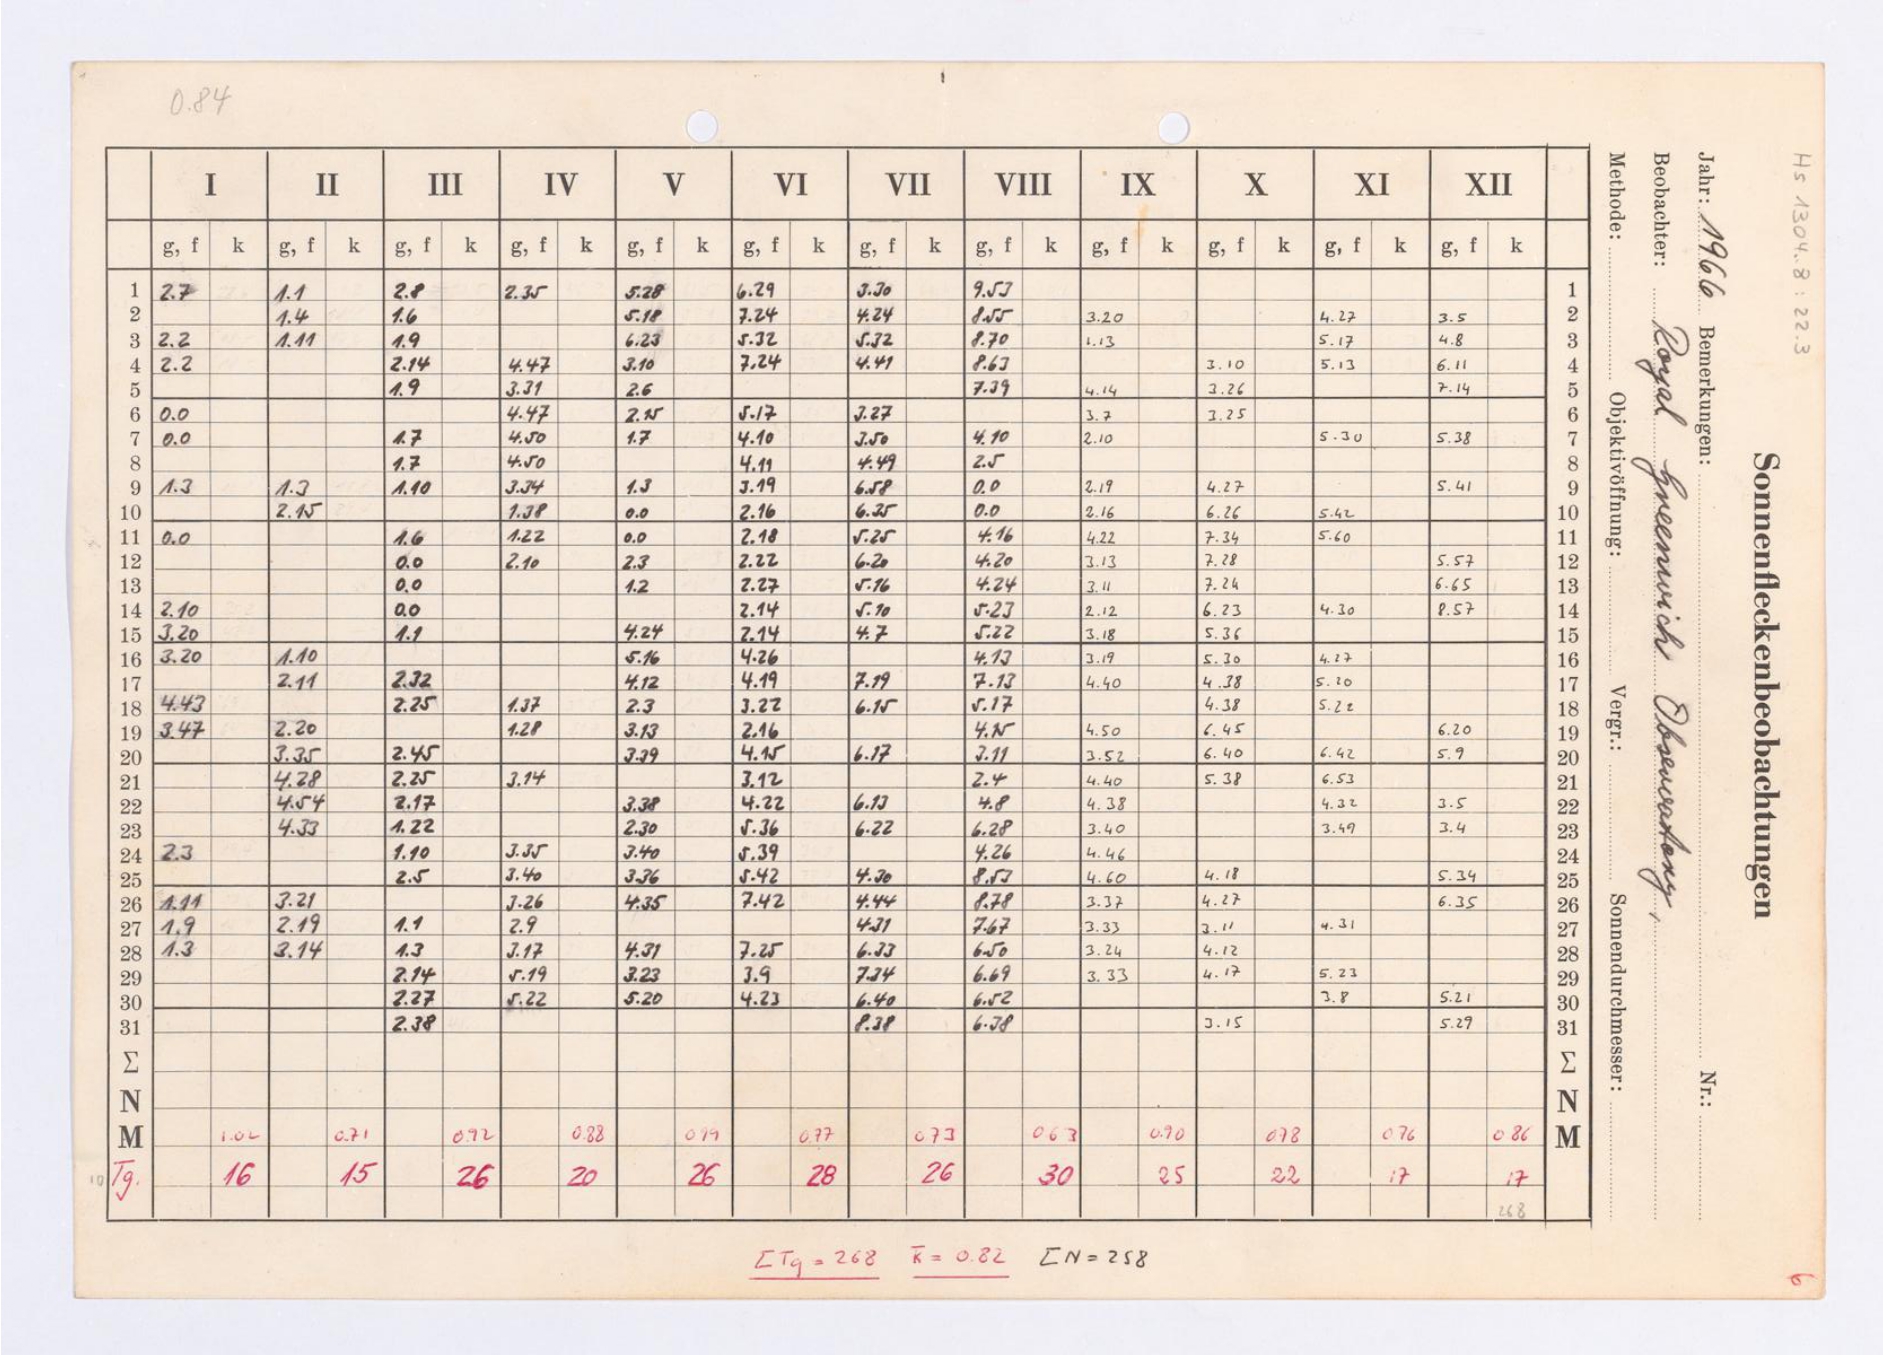 0.84
I II III IV V VI VII VIII IX X XI XII
g, f k g, f k g, f k g, f k g, f k g, f k g, f k g, f k g, f k g, f k g, f k g, f k
1 2.7 1.1 2.8 2.35 5.28 6.29 3.30 9.53 1
2 1.4 1.6 5.18 7.24 4.24 8.55 3.20 4.27 3.5 2
3 2.2 1.11 1.9 6.23 5.32 5.32 8.70 1.13 5.17 4.8 3
4 2.2 2.14 4.47 3.10 7.24 4.41 8.63 3.10 5.13 6.11 4
5 1.9 3.31 2.6 7.39 4.14 3.26 7.14 5
6 0.0 4.47 2.15 5.17 3.27 3.7 3.25 6
7 0.0 1.7 4.50 1.7 4.10 3.50 4.10 2.10 5.30 5.38 7
8 1.7 4.50 4.11 4.49 2.5 8
9 1.3 1.3 1.10 3.34 1.3 3.19 6.58 0.0 2.19 4.27 5.41 9
10 2.15 1.38 0.0 2.16 6.35 0.0 2.16 6.26 5.42 10
11 0.0 1.6 1.22 0.0 2.18 5.25 4.16 4.22 7.34 5.60 11
12 0.0 2.10 2.3 2.22 6.20 4.20 3.13 7.28 5.57 12
13 0.0 1.2 2.27 5.16 4.24 3.11 7.24 6.65 13
14 2.10 0.0 2.14 5.10 5.23 2.12 6.23 4.30 8.57 14
15 3.20 1.1 4.24 2.14 4.7 5.22 3.18 5.36 15
16 3.20 1.10 5.16 4.26 4.13 3.19 5.30 4.27 16
17 2.11 2.32 4.12 4.19 7.19 7.13 4.40 4.38 5.20 17
18 4.43 2.25 1.37 2.3 3.22 6.15 5.17 4.38 5.22 18
19 3.47 2.20 1.28 3.13 2.16 4.15 4.50 6.45 6.20 19
20 3.35 2.45 3.39 4.15 6.17 3.11 3.52 6.40 6.42 5.9 20
21 4.28 2.25 3.14 3.12 2.4 4.40 5.38 6.53 21
22 4.54 2.17 3.38 4.22 6.13 4.8 4.38 4.32 3.5 22
23 4.33 1.22 2.30 5.36 6.22 6.28 3.40 3.49 3.4 23
24 2.3 1.10 3.35 3.40 5.39 4.26 4.46 24
25 2.5 3.40 3.36 5.42 4.30 8.53 4.60 4.18 5.34 25
26 1.11 3.21 3.26 4.35 7.42 4.44 8.78 3.37 4.27 6.35 26
27 1.9 2.19 1.1 2.9 4.31 7.67 3.33 3.11 4.31 27
28 1.3 3.14 1.3 3.17 4.31 7.25 6.33 6.50 3.24 4.12 28
29 2.14 5.19 3.23 3.9 7.34 6.69 3.33 4.17 5.23 29
30 2.27 5.22 5.20 4.23 6.40 6.52 3.8 5.21 30
31 2.38 8.38 6.38 3.15 5.29 31
Σ Σ
N N
M 1.02 0.71 0.92 0.88 0.99 0.77 0.73 0.63 0.90 0.78 0.76 0.86 M
Tg. 16 15 26 20 26 28 26 30 25 22 17 17
268
ΣTg = 268 k̄ = 0.82 ΣN = 258
Hs 1304.8:22.3
Sonnenfleckenbeobachtungen
Jahr: 1966 Bemerkungen: Nr.:
Beobachter: Royal Greenwich Observatory,
Methode: Objektivöffnung: Vergr.: Sonnendurchmesser: